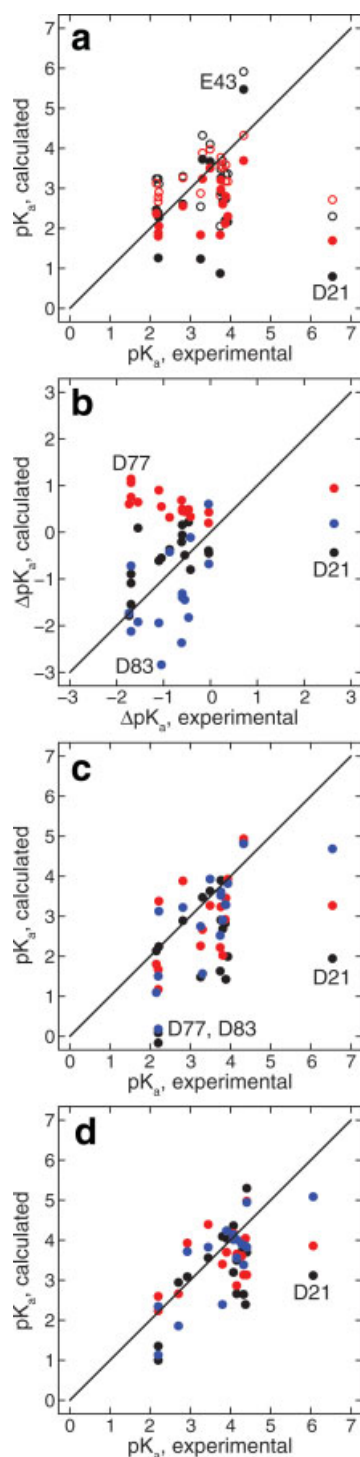 a
7
6
5
4
3
2
1
0
pKₐ, calculated
E43
D21
0 1 2 3 4 5 6 7
pKₐ, experimental
b
3
2
1
0
−1
−2
−3
ΔpKₐ, calculated
D77
D21
D83
−3 −2 −1 0 1 2 3
ΔpKₐ, experimental
c
7
6
5
4
3
2
1
0
pKₐ, calculated
D21
D77, D83
0 1 2 3 4 5 6 7
pKₐ, experimental
d
7
6
5
4
3
2
1
0
pKₐ, calculated
D21
0 1 2 3 4 5 6 7
pKₐ, experimental